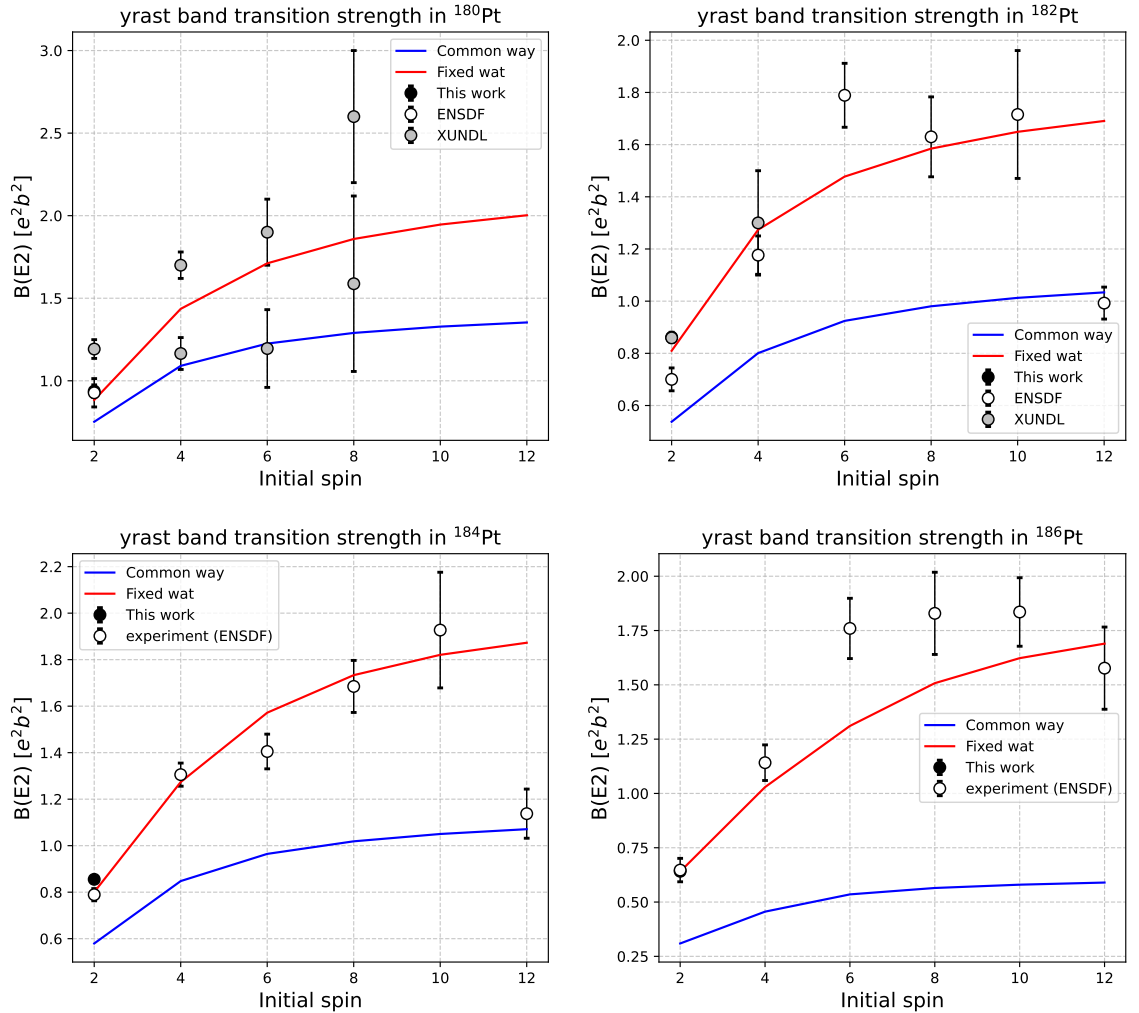 yrast band transition strength in ¹⁸⁰Pt
B(E2) [e²b²]
3.0
2.5
2.0
1.5
1.0
Common way
Fixed wat
This work
ENSDF
XUNDL
2 4 6 8 10 12
Initial spin
yrast band transition strength in ¹⁸²Pt
B(E2) [e²b²]
2.0
1.8
1.6
1.4
1.2
1.0
0.8
0.6
Common way
Fixed wat
This work
ENSDF
XUNDL
2 4 6 8 10 12
Initial spin
yrast band transition strength in ¹⁸⁴Pt
B(E2) [e²b²]
2.2
2.0
1.8
1.6
1.4
1.2
1.0
0.8
0.6
Common way
Fixed wat
This work
experiment (ENSDF)
2 4 6 8 10 12
Initial spin
yrast band transition strength in ¹⁸⁶Pt
B(E2) [e²b²]
2.00
1.75
1.50
1.25
1.00
0.75
0.50
0.25
Common way
Fixed wat
This work
experiment (ENSDF)
2 4 6 8 10 12
Initial spin